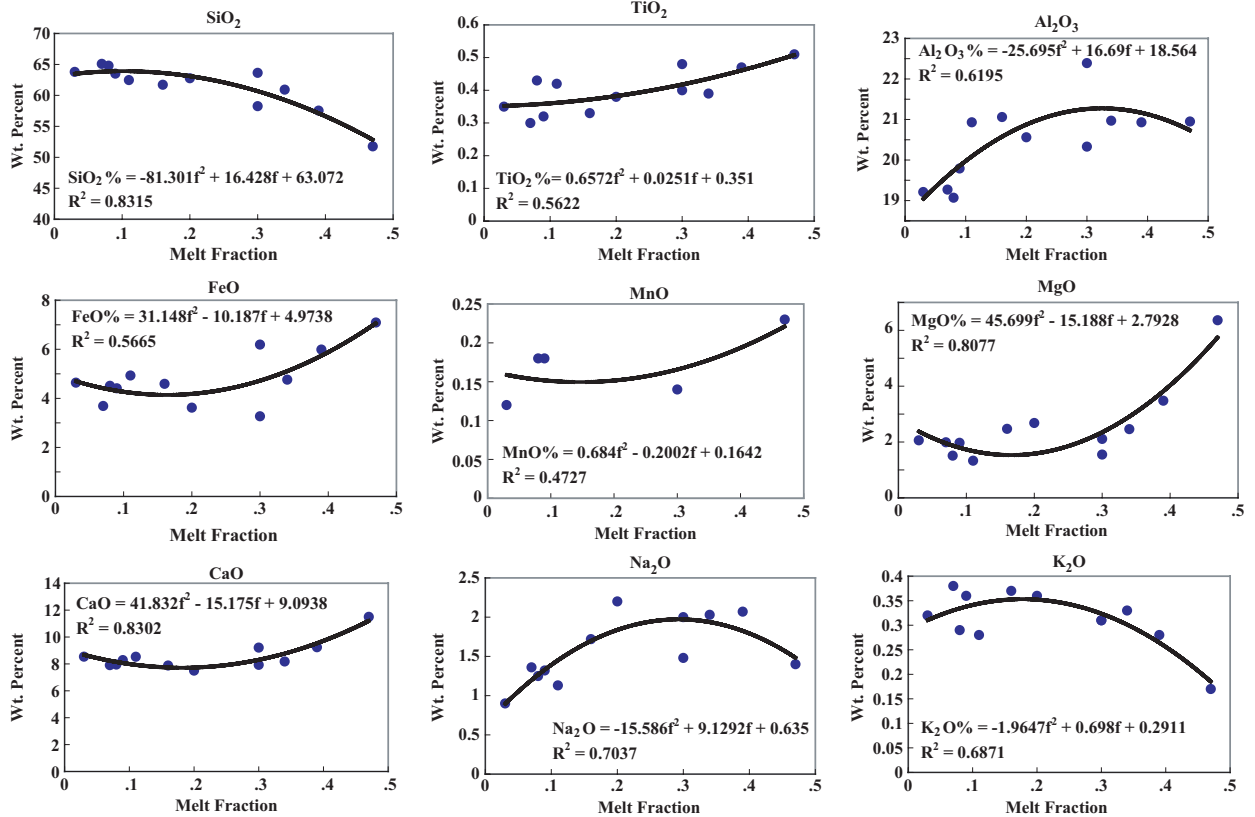 SiO2
Wt. Percent
70
65
60
55
50
45
40
SiO2 % = -81.301f² + 16.428f + 63.072
R² = 0.8315
0 .1 .2 .3 .4 .5
Melt Fraction
TiO2
Wt. Percent
0.6
0.5
0.4
0.3
0.2
0.1
0
TiO2 %= 0.6572f² + 0.0251f + 0.351
R² = 0.5622
0 .1 .2 .3 .4 .5
Melt Fraction
Al2O3
Wt. Percent
23
22
21
20
19
Al2O3% = -25.695f² + 16.69f + 18.564
R² = 0.6195
0 .1 .2 .3 .4 .5
Melt Fraction
FeO
Wt. Percent
8
6
4
2
0
FeO% = 31.148f² - 10.187f + 4.9738
R² = 0.5665
0 .1 .2 .3 .4 .5
Melt Fraction
MnO
Wt. Percent
0.25
0.20
0.15
0.10
0.05
0
MnO% = 0.684f² - 0.2002f + 0.1642
R² = 0.4727
0 .1 .2 .3 .4 .5
Melt Fraction
MgO
Wt. Percent
6
4
2
0
MgO% = 45.699f² - 15.188f + 2.7928
R² = 0.8077
0 .1 .2 .3 .4 .5
Melt Fraction
CaO
Wt. Percent
14
12
10
8
6
4
2
0
CaO = 41.832f² - 15.175f + 9.0938
R² = 0.8302
0 .1 .2 .3 .4 .5
Melt Fraction
Na2O
Wt. Percent
2.5
2
1.5
1
0.5
0
Na2O = -15.586f² + 9.1292f + 0.635
R² = 0.7037
0 .1 .2 .3 .4 .5
Melt Fraction
K2O
Wt. Percent
0.4
0.35
0.3
0.25
0.2
0.15
0.1
0.05
0
K2O% = -1.9647f² + 0.698f + 0.2911
R² = 0.6871
0 .1 .2 .3 .4 .5
Melt Fraction